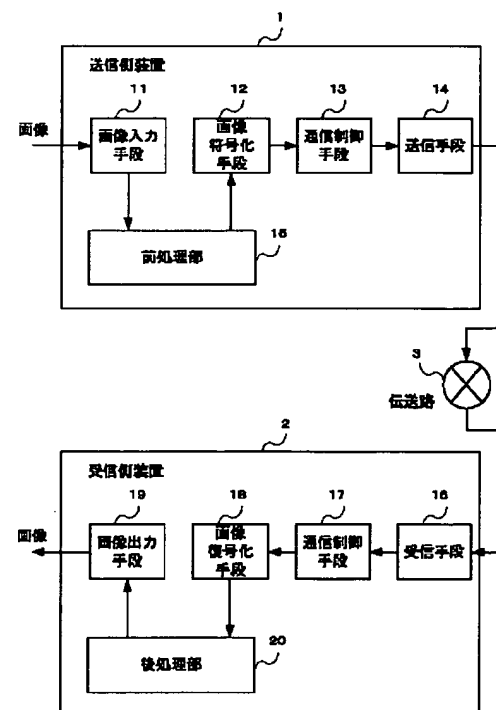 1
送信側装置
11
12
13
14
画像
画像入力
手段
画像
符号化
手段
通信制御
手段
送信手段
15
前処理部
3
伝送路
2
受信側装置
19
18
17
16
画像
画像出力
手段
画像
復号化
手段
通信制御
手段
受信手段
20
後処理部